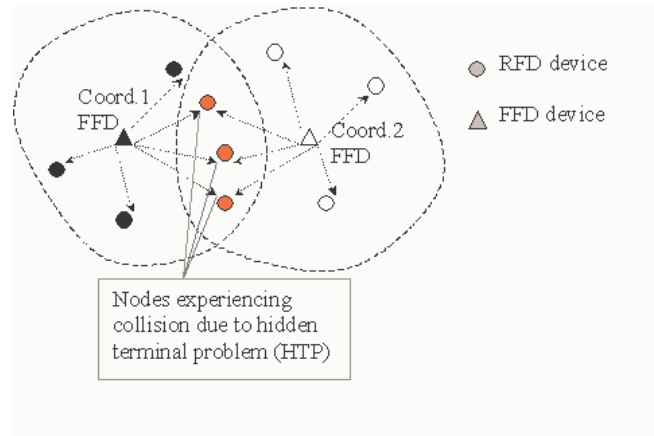 RFD device
Coord.1
FFD
FFD device
Coord.2
FFD
Nodes experiencing
collision due to hidden
terminal problem (HTP)